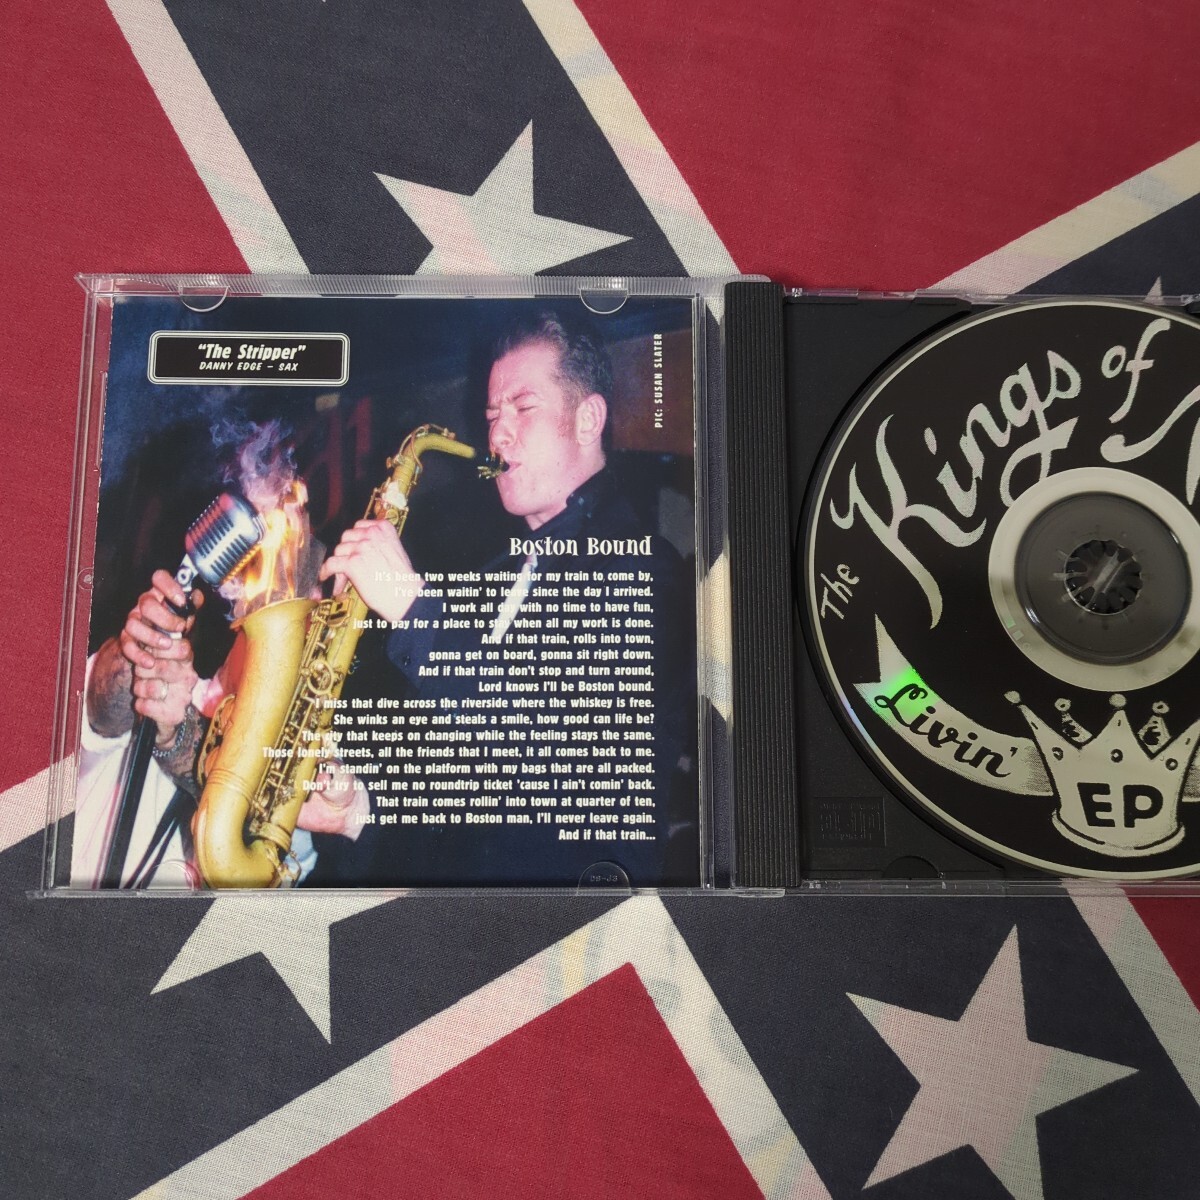 "The Stripper"
DANNY EDGE - SAX
PIC: SUSAN SLATER
BOSTON BOUND
It's been two weeks waiting for my train to come by,
I've been waitin' to leave since the day I arrived.
I work all day with no time to have fun,
just to pay for a place to stay when all my work is done.
And if that train, rolls into town,
gonna get on board, gonna sit right down.
And if that train don't stop and turn around,
Lord knows I'll be Boston bound.
I miss that dive across the riverside where the whiskey is free.
She winks an eye and steals a smile, how good can life be?
The city that keeps on changing while the feeling stays the same.
Those lonely streets, all the friends that I meet, it all comes back to me.
I'm standin' on the platform with my bags that are all packed.
Don't try to sell me no roundtrip ticket 'cause I ain't comin' back.
That train comes rollin' into town at quarter of ten,
just get me back to Boston man, I'll never leave again.
And if that train...
The
Kings of
Livin'
EP